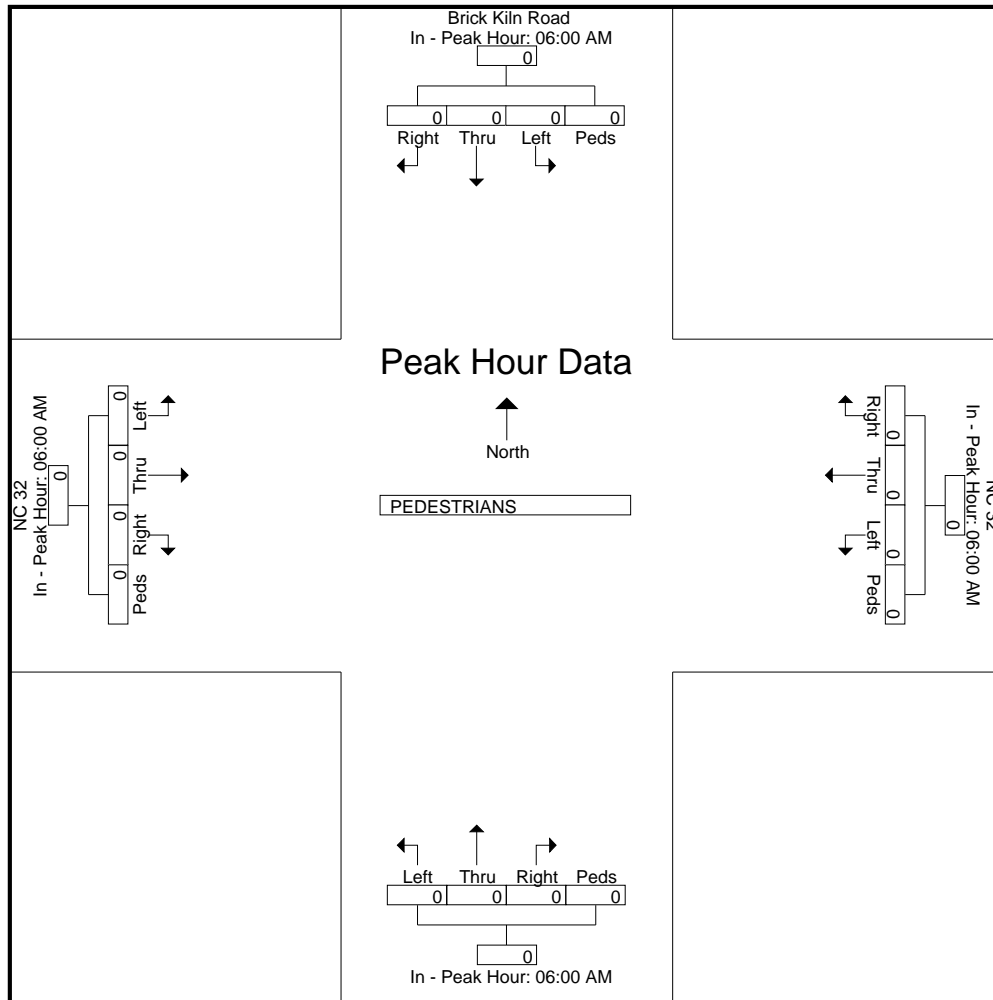 Brick Kiln Road
In - Peak Hour: 06:00 AM
0
0 0 0 0
Right Thru Left Peds
Peak Hour Data
North
PEDESTRIANS
NC 32
In - Peak Hour: 06:00 AM
0
0 0 0 0
Left Thru Right Peds
NC 32
In - Peak Hour: 06:00 AM
0
0 0 0 0
Right Thru Left Peds
Left Thru Right Peds
0 0 0 0
0
In - Peak Hour: 06:00 AM